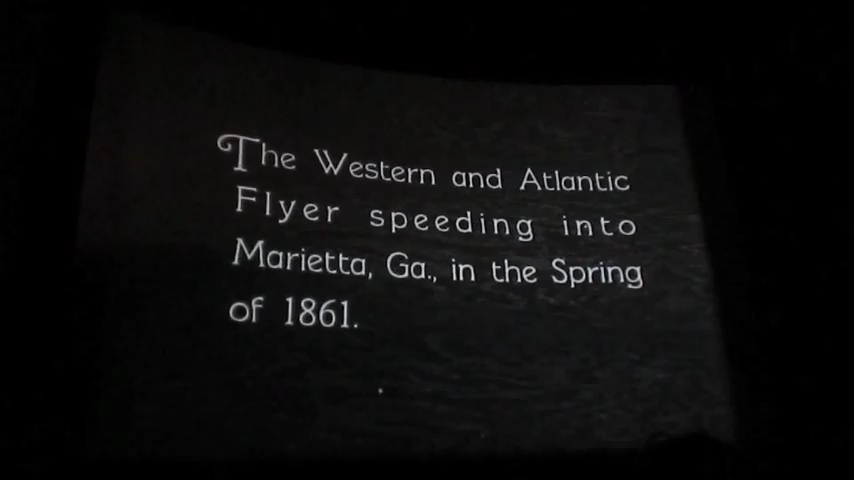 The Western and Atlantic
Flyer speeding into
Marietta, Ga., in the Spring
of 1861.